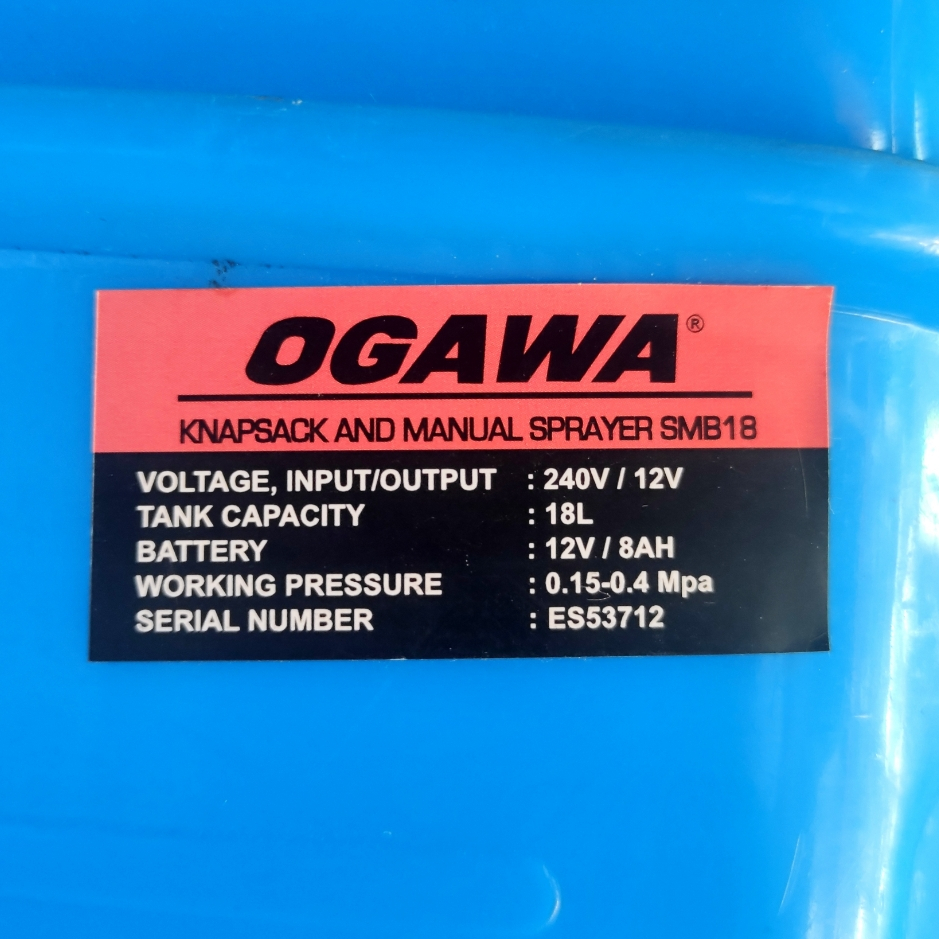 OGAWA®
KNAPSACK AND MANUAL SPRAYER SMB18
VOLTAGE, INPUT/OUTPUT : 240V / 12V
TANK CAPACITY : 18L
BATTERY : 12V / 8AH
WORKING PRESSURE : 0.15-0.4 Mpa
SERIAL NUMBER : ES53712